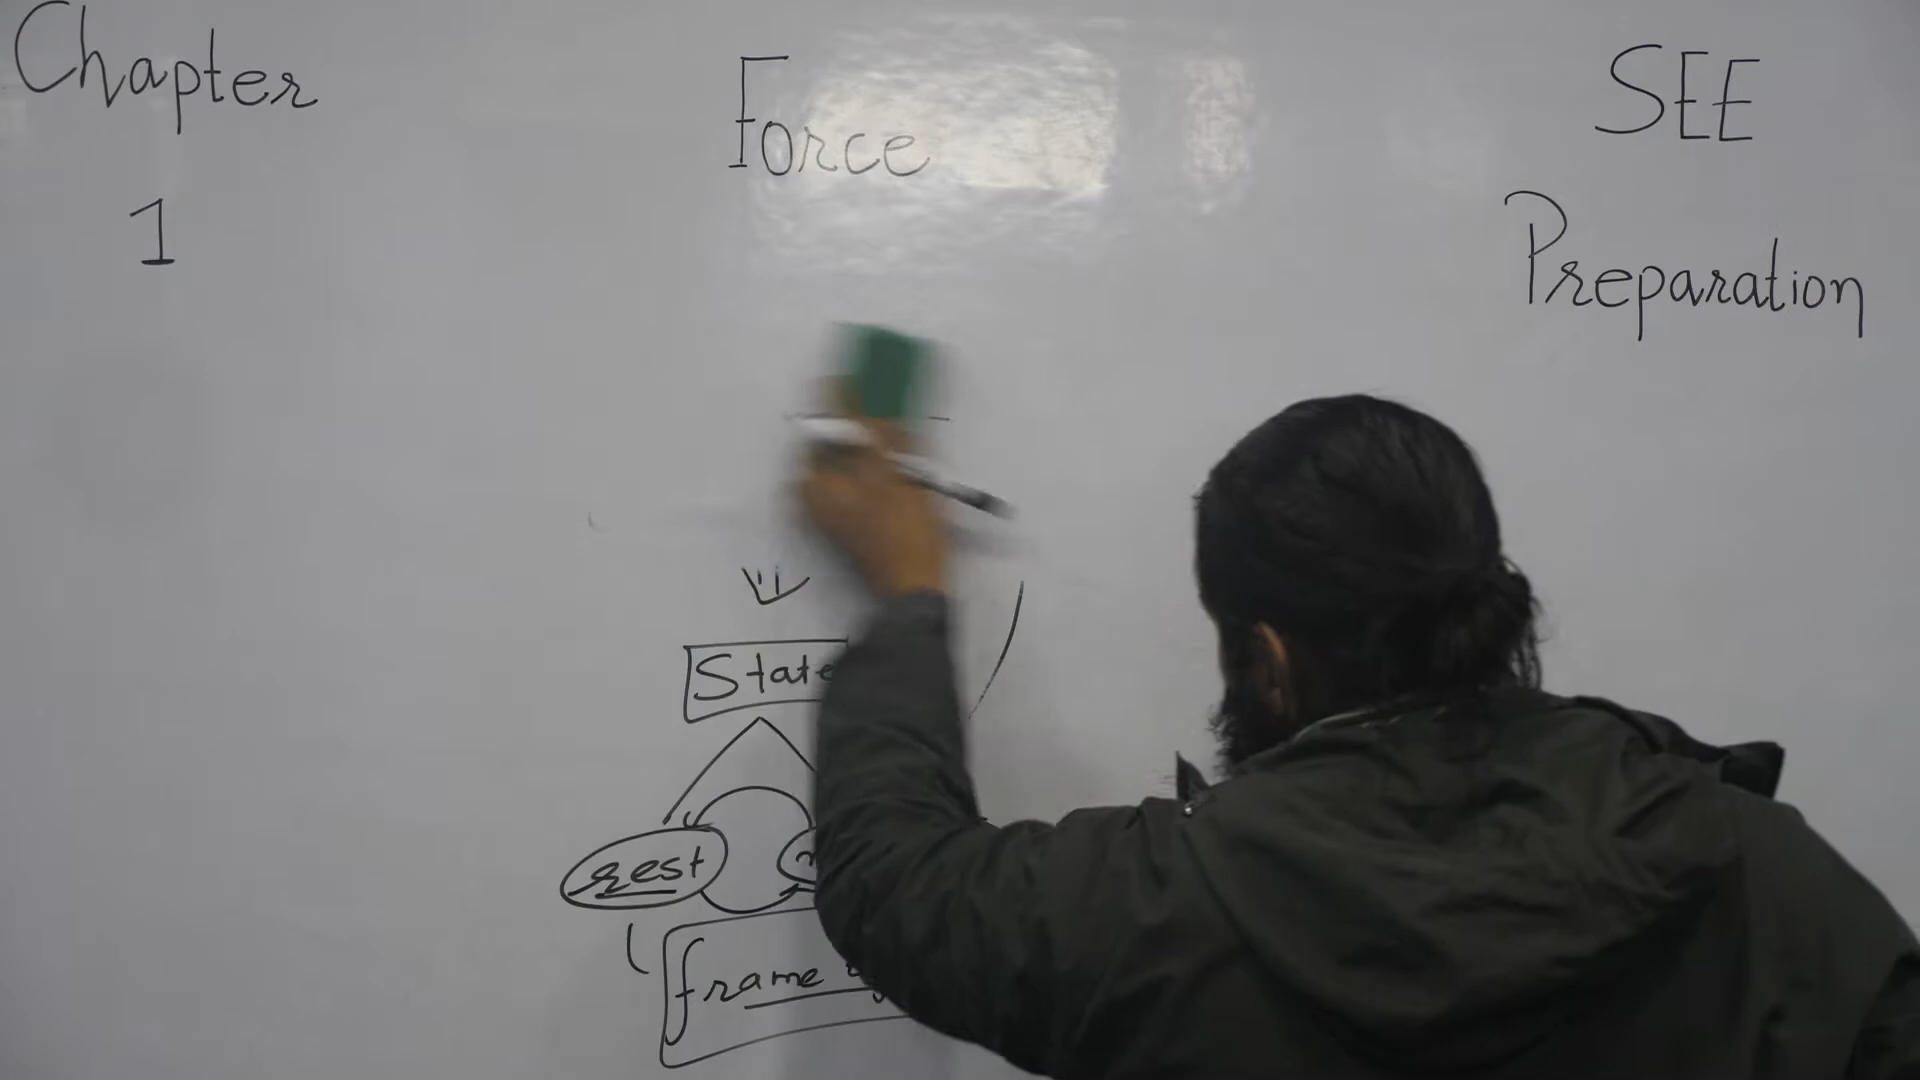 Chapter
1
Force
SEE
Preparation
State
rest
frame